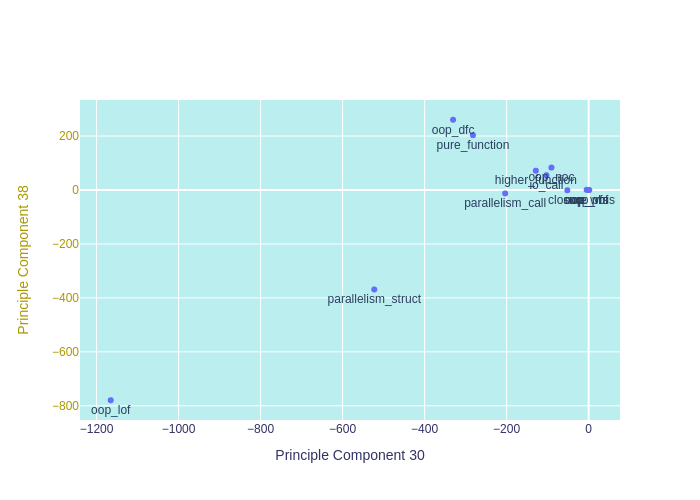 Principle Component 38
200
0
−200
−400
−600
−800
oop_dfc
pure_function
higher_function
parallelism_call
parallelism_struct
oop_lof
−1200
−1000
−800
−600
−400
−200
0
Principle Component 30